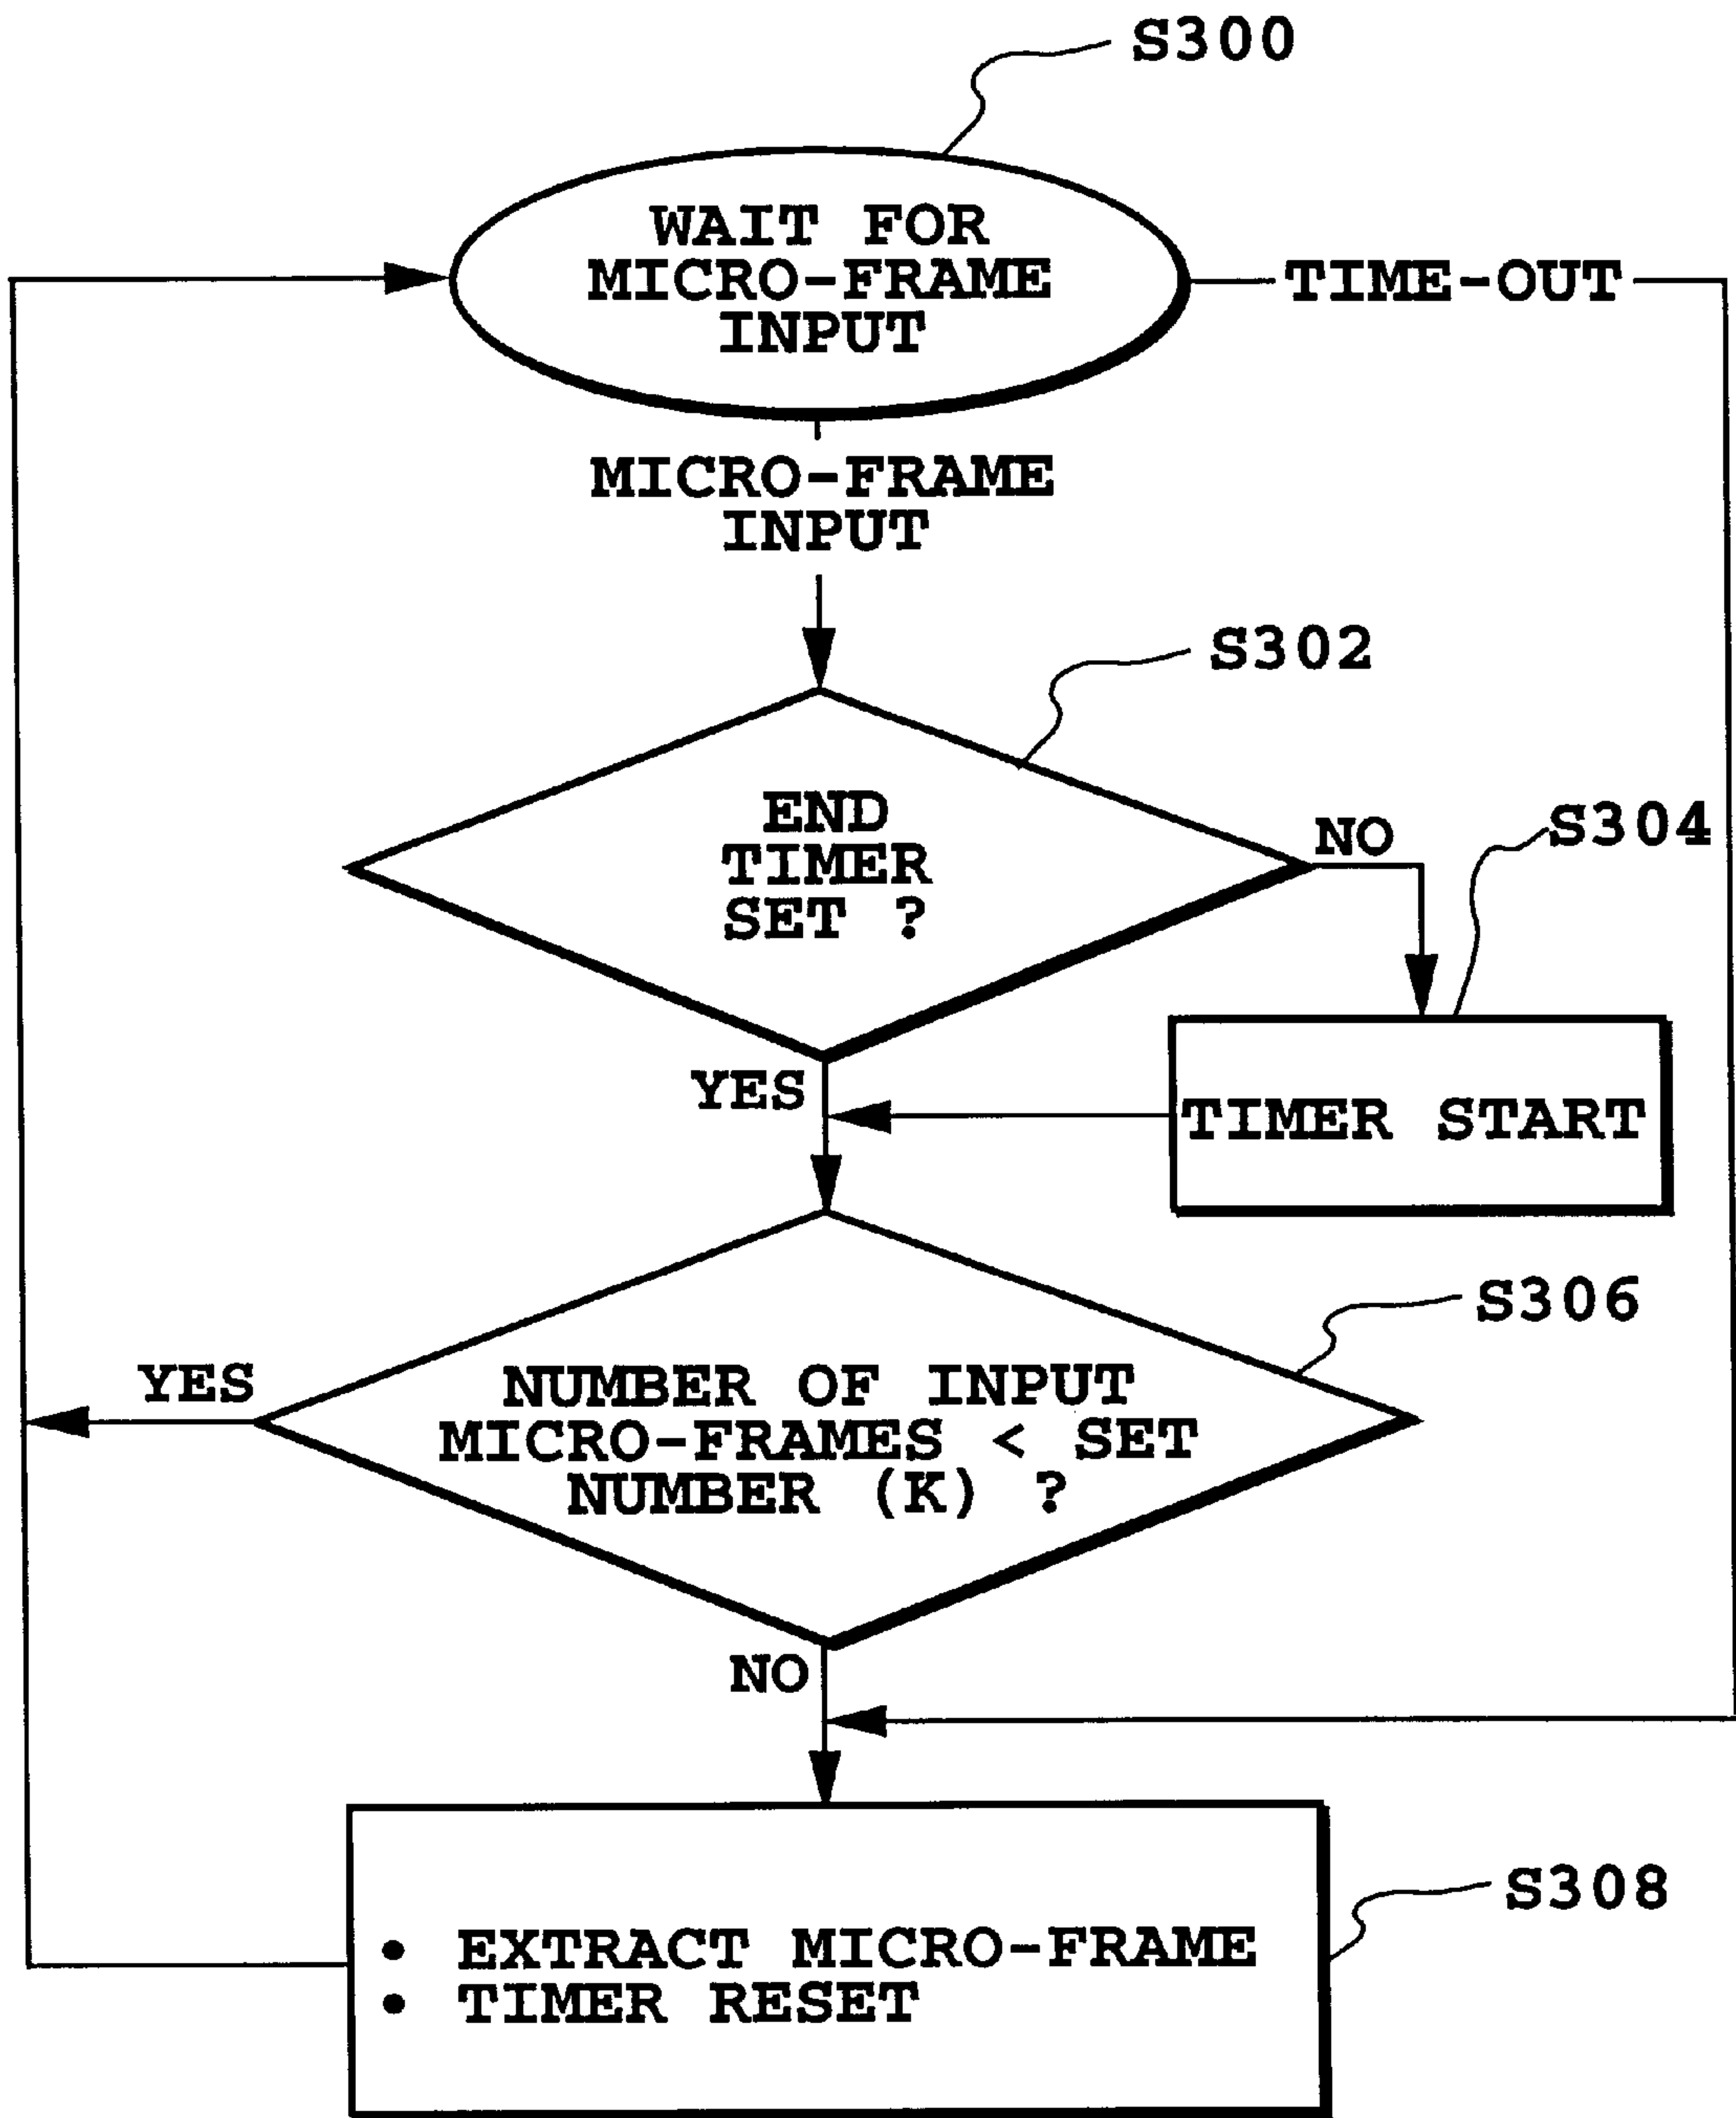 S300
WAIT FOR
MICRO-FRAME
INPUT
TIME-OUT
MICRO-FRAME
INPUT
S302
END
TIMER
SET ?
NO
S304
YES
TIMER START
S306
YES
NUMBER OF INPUT
MICRO-FRAMES < SET
NUMBER (K) ?
NO
S308
• EXTRACT MICRO-FRAME
• TIMER RESET